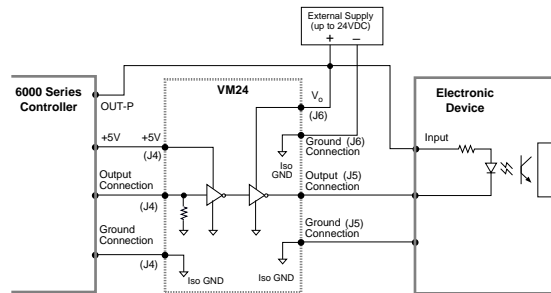 External Supply
(up to 24VDC)
+ –
6000 Series
Controller
OUT-P
VM24
Vo
(J6)
Electronic
Device
+5V
+5V
(J4)
Iso
GND
Ground (J6)
Connection
Input
Output
Connection
(J4)
Output (J5)
Connection
Ground
Connection
(J4)
Iso GND
Iso GND
Ground (J5)
Connection